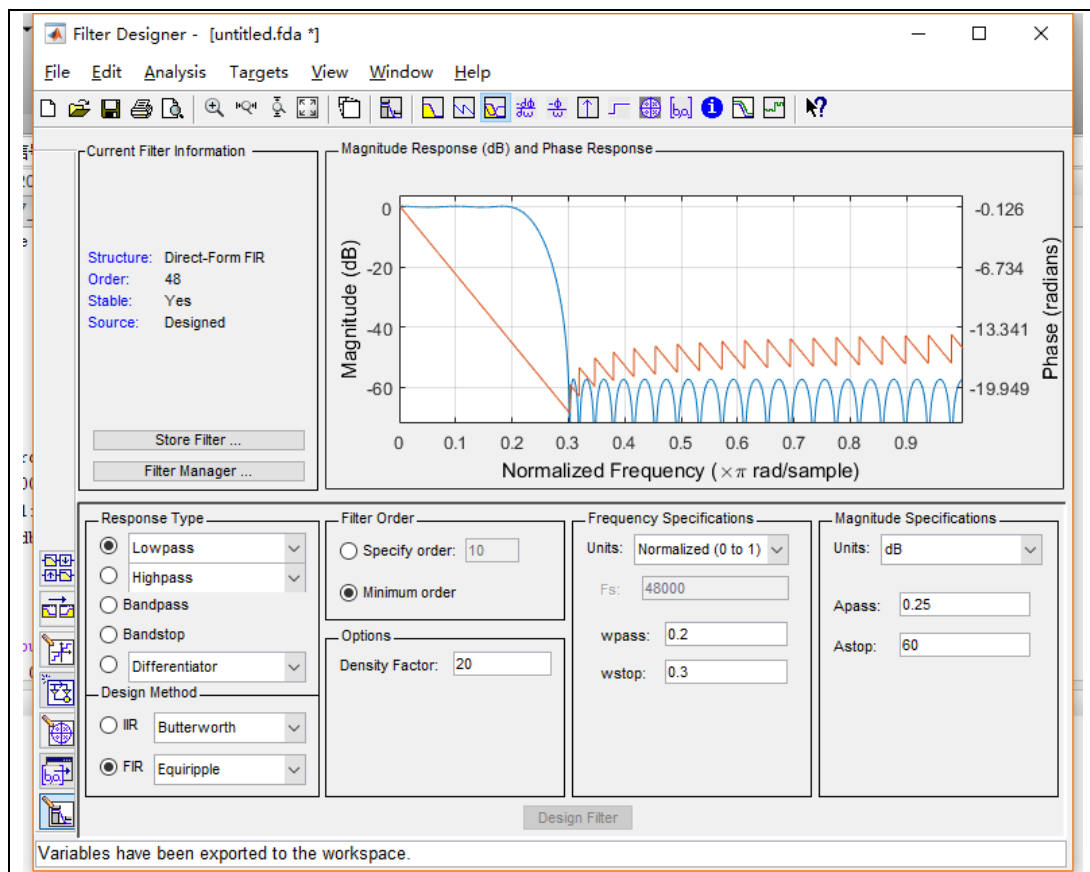 Filter Designer - [untitled.fda *]
File Edit Analysis Targets View Window Help
Current Filter Information
Structure: Direct-Form FIR
Order: 48
Stable: Yes
Source: Designed
Store Filter ...
Filter Manager ...
Magnitude Response (dB) and Phase Response
Magnitude (dB)
0
-20
-40
-60
0 0.1 0.2 0.3 0.4 0.5 0.6 0.7 0.8 0.9
Normalized Frequency (×π rad/sample)
-0.126
-6.734
-13.341
-19.949
Phase (radians)
Response Type
Lowpass
Highpass
Bandpass
Bandstop
Differentiator
Design Method
IIR Butterworth
FIR Equiripple
Filter Order
Specify order: 10
Minimum order
Options
Density Factor: 20
Frequency Specifications
Units: Normalized (0 to 1)
Fs: 48000
wpass: 0.2
wstop: 0.3
Magnitude Specifications
Units: dB
Apass: 0.25
Astop: 60
Design Filter
Variables have been exported to the workspace.